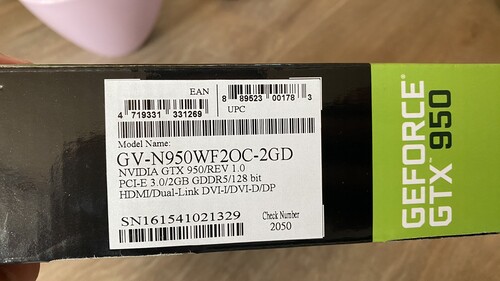 EAN
4 719331 331269
8 89523 00178 3
UPC
Model Name:
GV-N950WF2OC-2GD
NVIDIA GTX 950/REV 1.0
PCI-E 3.0/2GB GDDR5/128 bit
HDMI/Dual-Link DVI-I/DVI-D/DP
SN161541021329
Check Number
2050
GEFORCE®
GTX™ 950